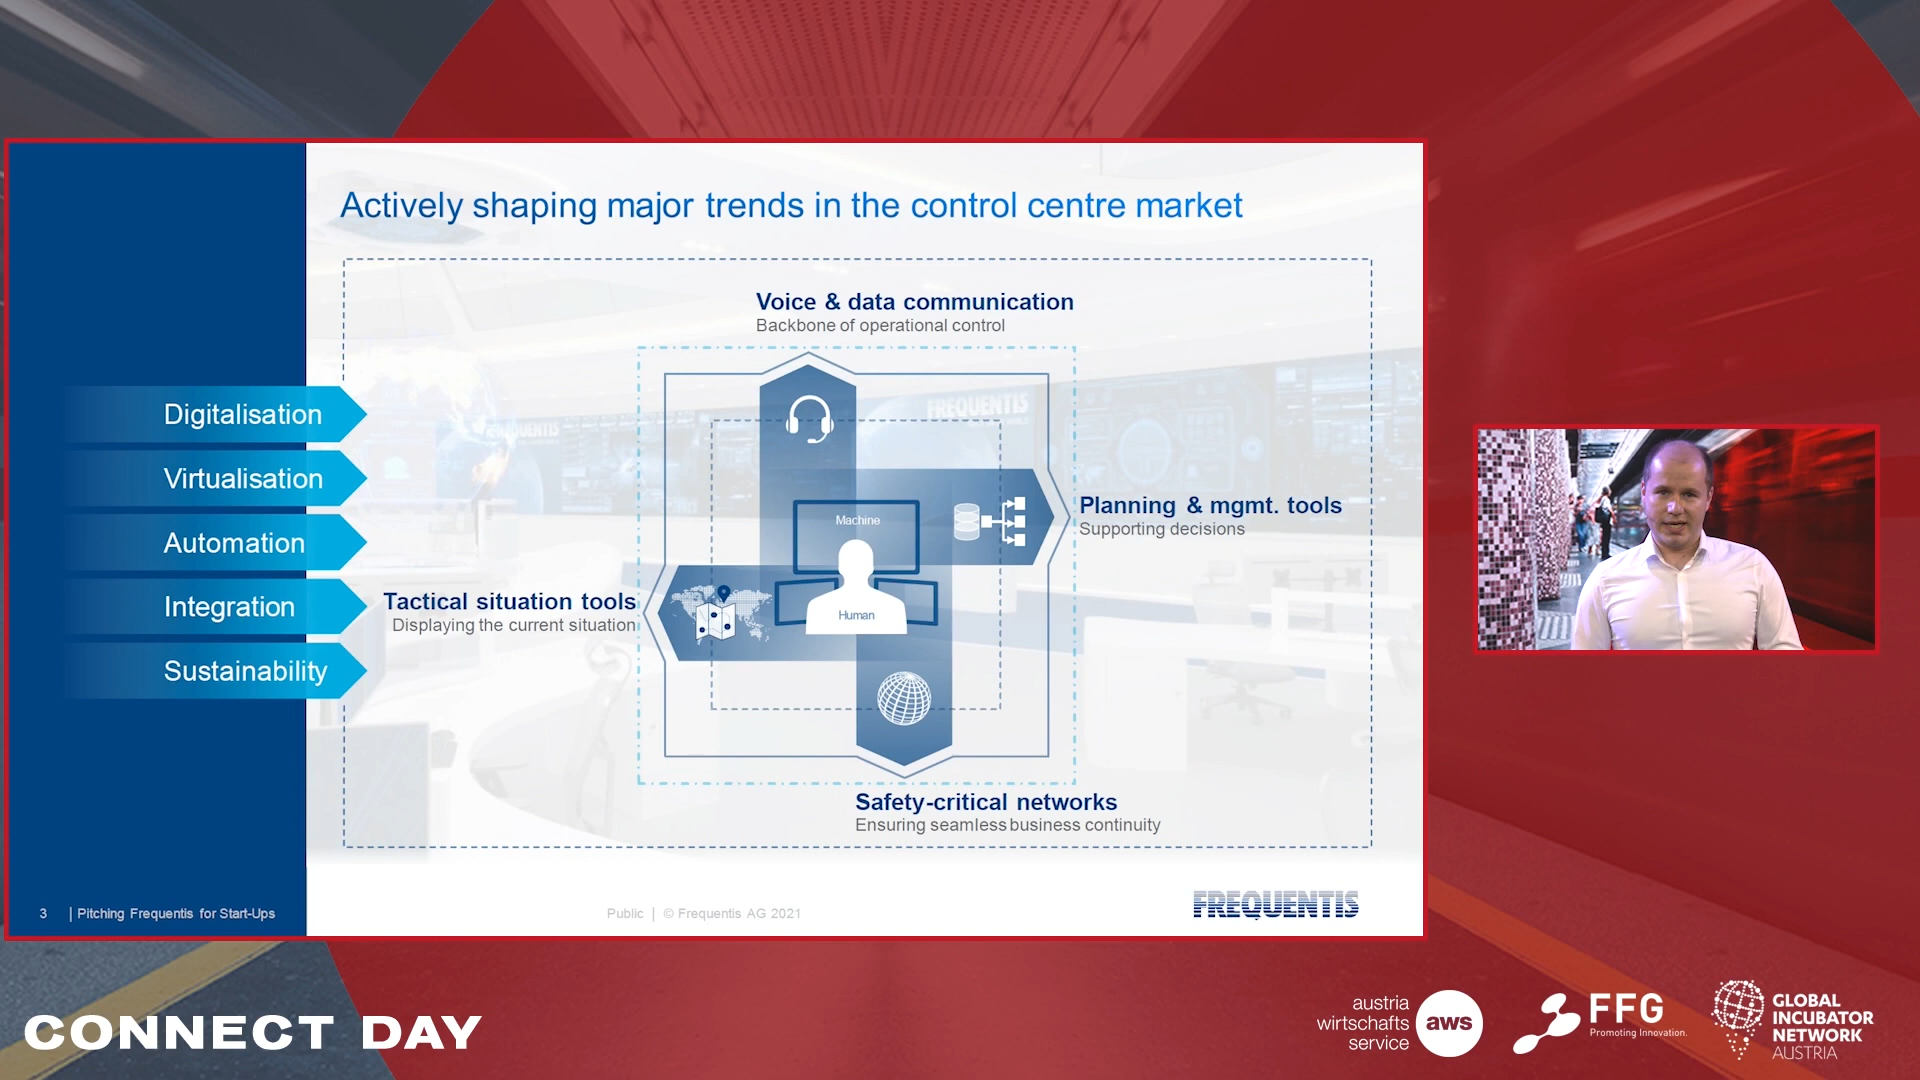 Actively shaping major trends in the control centre market
Voice & data communication
Backbone of operational control
Digitalisation
Virtualisation
Automation
Integration
Sustainability
Machine
Human
Planning & mgmt. tools
Supporting decisions
Tactical situation tools
Displaying the current situation
Safety-critical networks
Ensuring seamless business continuity
FREQUENTIS
FREQUENTIS
3 | Pitching Frequentis for Start-Ups
Public | © Frequentis AG 2021
FREQUENTIS
CONNECT DAY
austria
wirtschafts
service
aws
FFG
Promoting Innovation.
GLOBAL
INCUBATOR
NETWORK
AUSTRIA